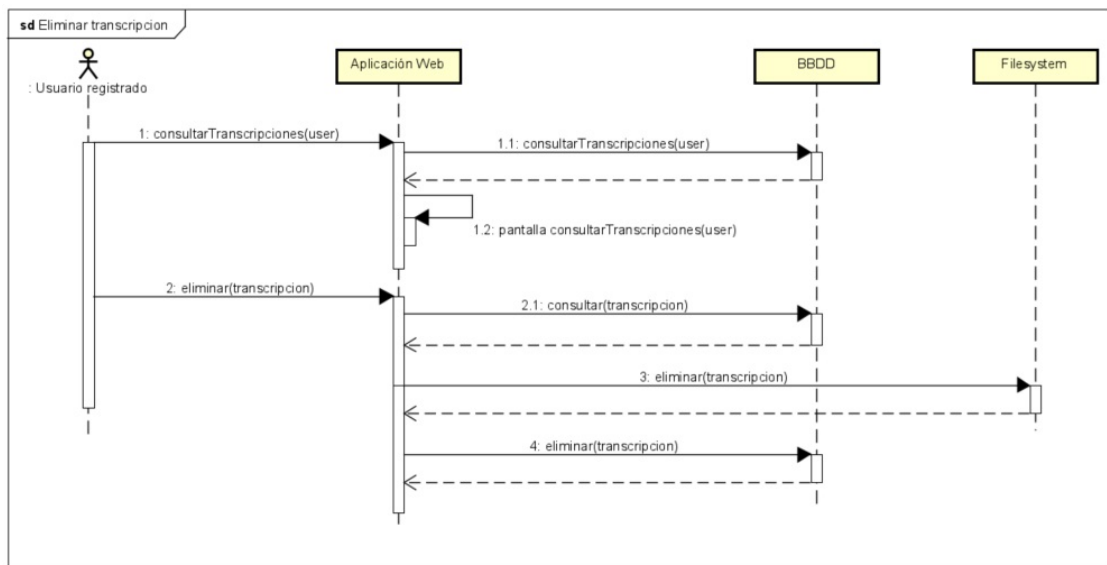 sd Eliminar transcripcion
: Usuario registrado
Aplicación Web
BBDD
Filesystem
1: consultarTranscripciones(user)
1.1: consultarTranscripciones(user)
1.2: pantalla consultarTranscripciones(user)
2: eliminar(transcripcion)
2.1: consultar(transcripcion)
3: eliminar(transcripcion)
4: eliminar(transcripcion)